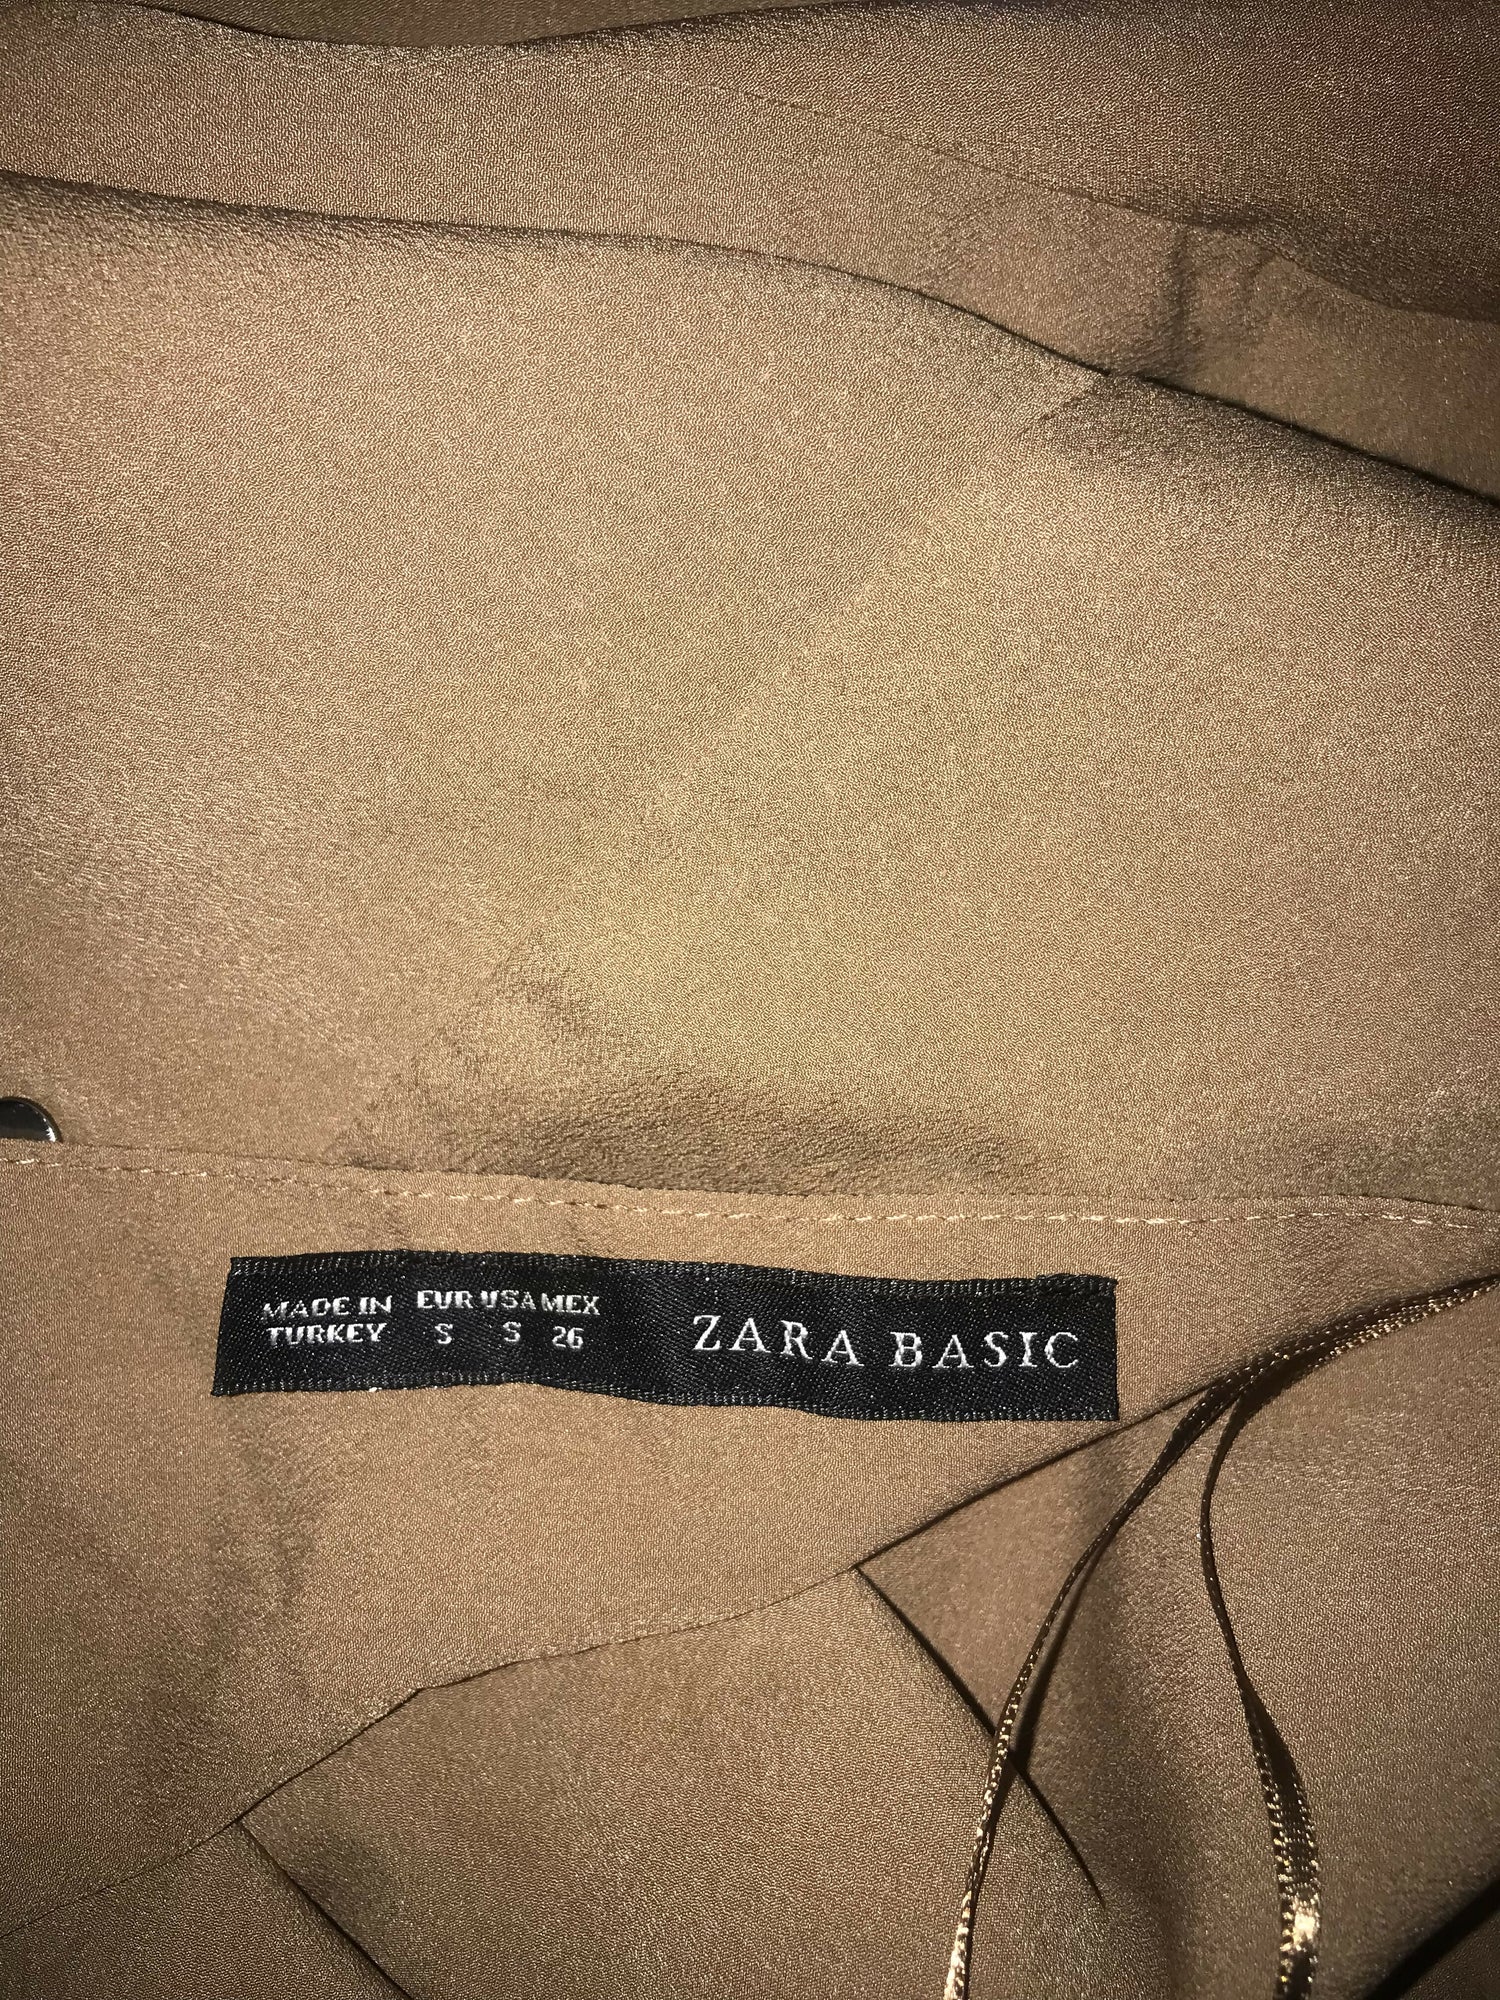 MADE IN TURKEY
EUR USA MEX
S S 26
ZARA BASIC